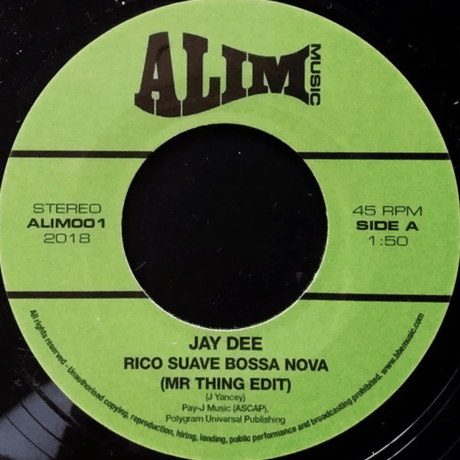 ALIM
MUSIC
STEREO
ALIM001
2018
45 RPM
SIDE A
1:50
JAY DEE
RICO SUAVE BOSSA NOVA
(MR THING EDIT)
(J Yancey)
Pay-J Music (ASCAP),
Polygram Universal Publishing
All rights reserved - Unauthorised copying, reproduction, hiring, lending, public performance and broadcasting prohibited. www.bbemusic.com